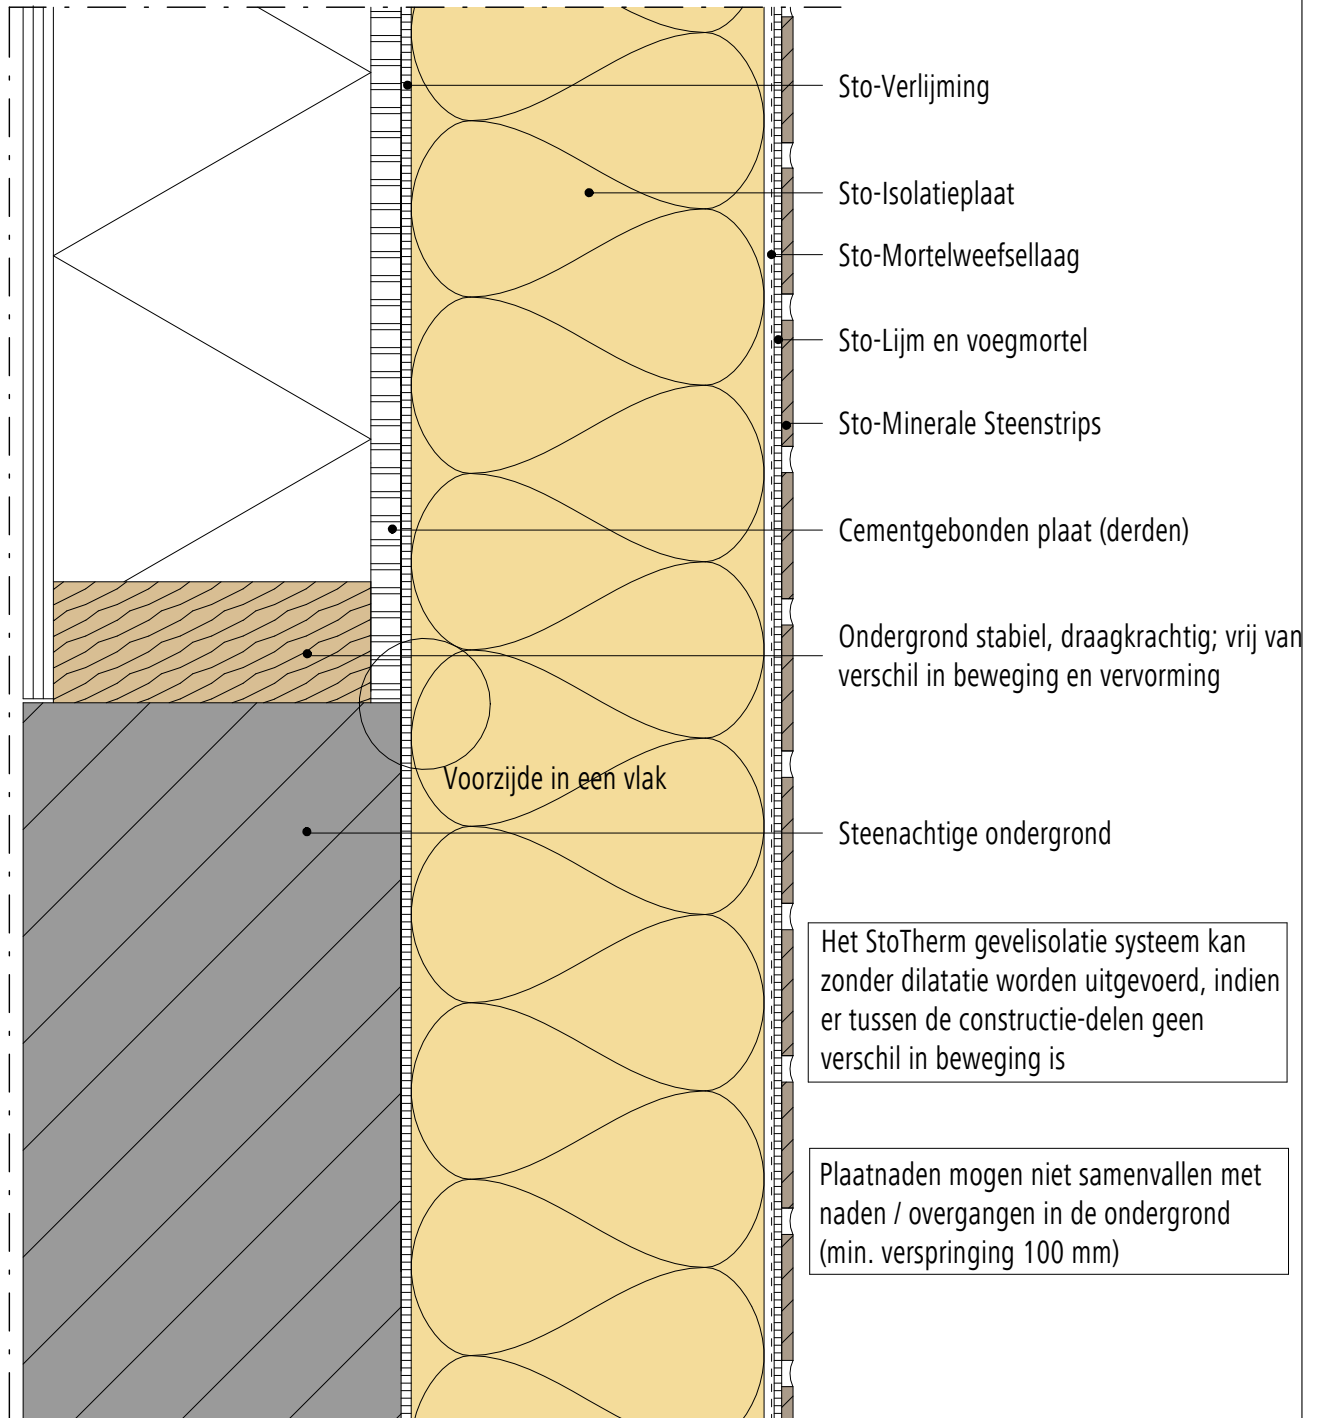 Sto-Verlijming
Sto-Isolatieplaat
Sto-Mortelweefsellaag
Sto-Lijm en voegmortel
Sto-Minerale Steenstrips
Cementgebonden plaat (derden)
Ondergrond stabiel, draagkrachtig; vrij van
verschil in beweging en vervorming
Voorzijde in een vlak
Steenachtige ondergrond
Het StoTherm gevelisolatie systeem kan
zonder dilatatie worden uitgevoerd, indien
er tussen de constructie-delen geen
verschil in beweging is
Plaatnaden mogen niet samenvallen met
naden / overgangen in de ondergrond
(min. verspringing 100 mm)